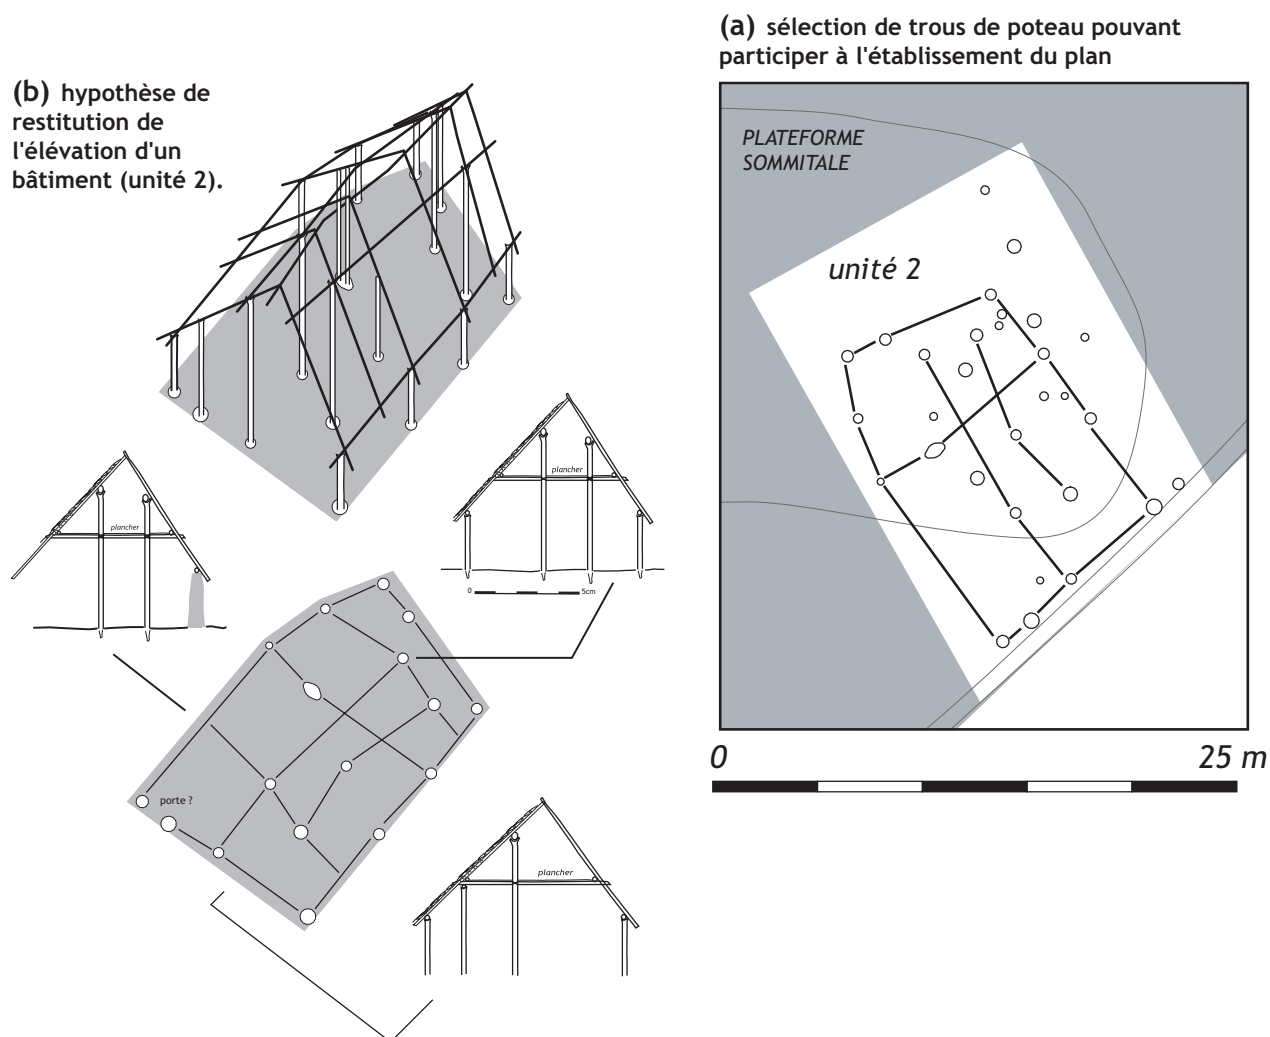 (a) sélection de trous de poteau pouvant
participer à l'établissement du plan
(b) hypothèse de
restitution de
l'élévation d'un
bâtiment (unité 2).
PLATEFORME
SOMMITALE
unité 2
plancher
plancher
0 5cm
porte ?
plancher
0 25 m